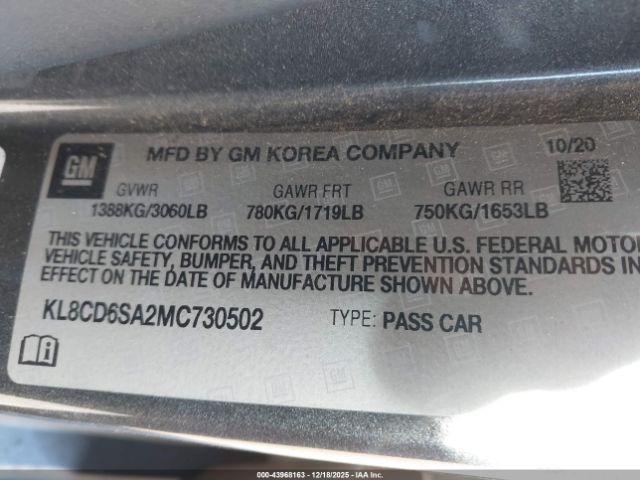 GM
MFD BY GM KOREA COMPANY
10/20
GVWR GAWR FRT GAWR RR
1388KG/3060LB 780KG/1719LB 750KG/1653LB
THIS VEHICLE CONFORMS TO ALL APPLICABLE U.S. FEDERAL MOTOR
VEHICLE SAFETY, BUMPER, AND THEFT PREVENTION STANDARDS IN
EFFECT ON THE DATE OF MANUFACTURE SHOWN ABOVE.
KL8CD6SA2MC730502 TYPE: PASS CAR
000-43968163 - 12/18/2025 - IAAI.COM